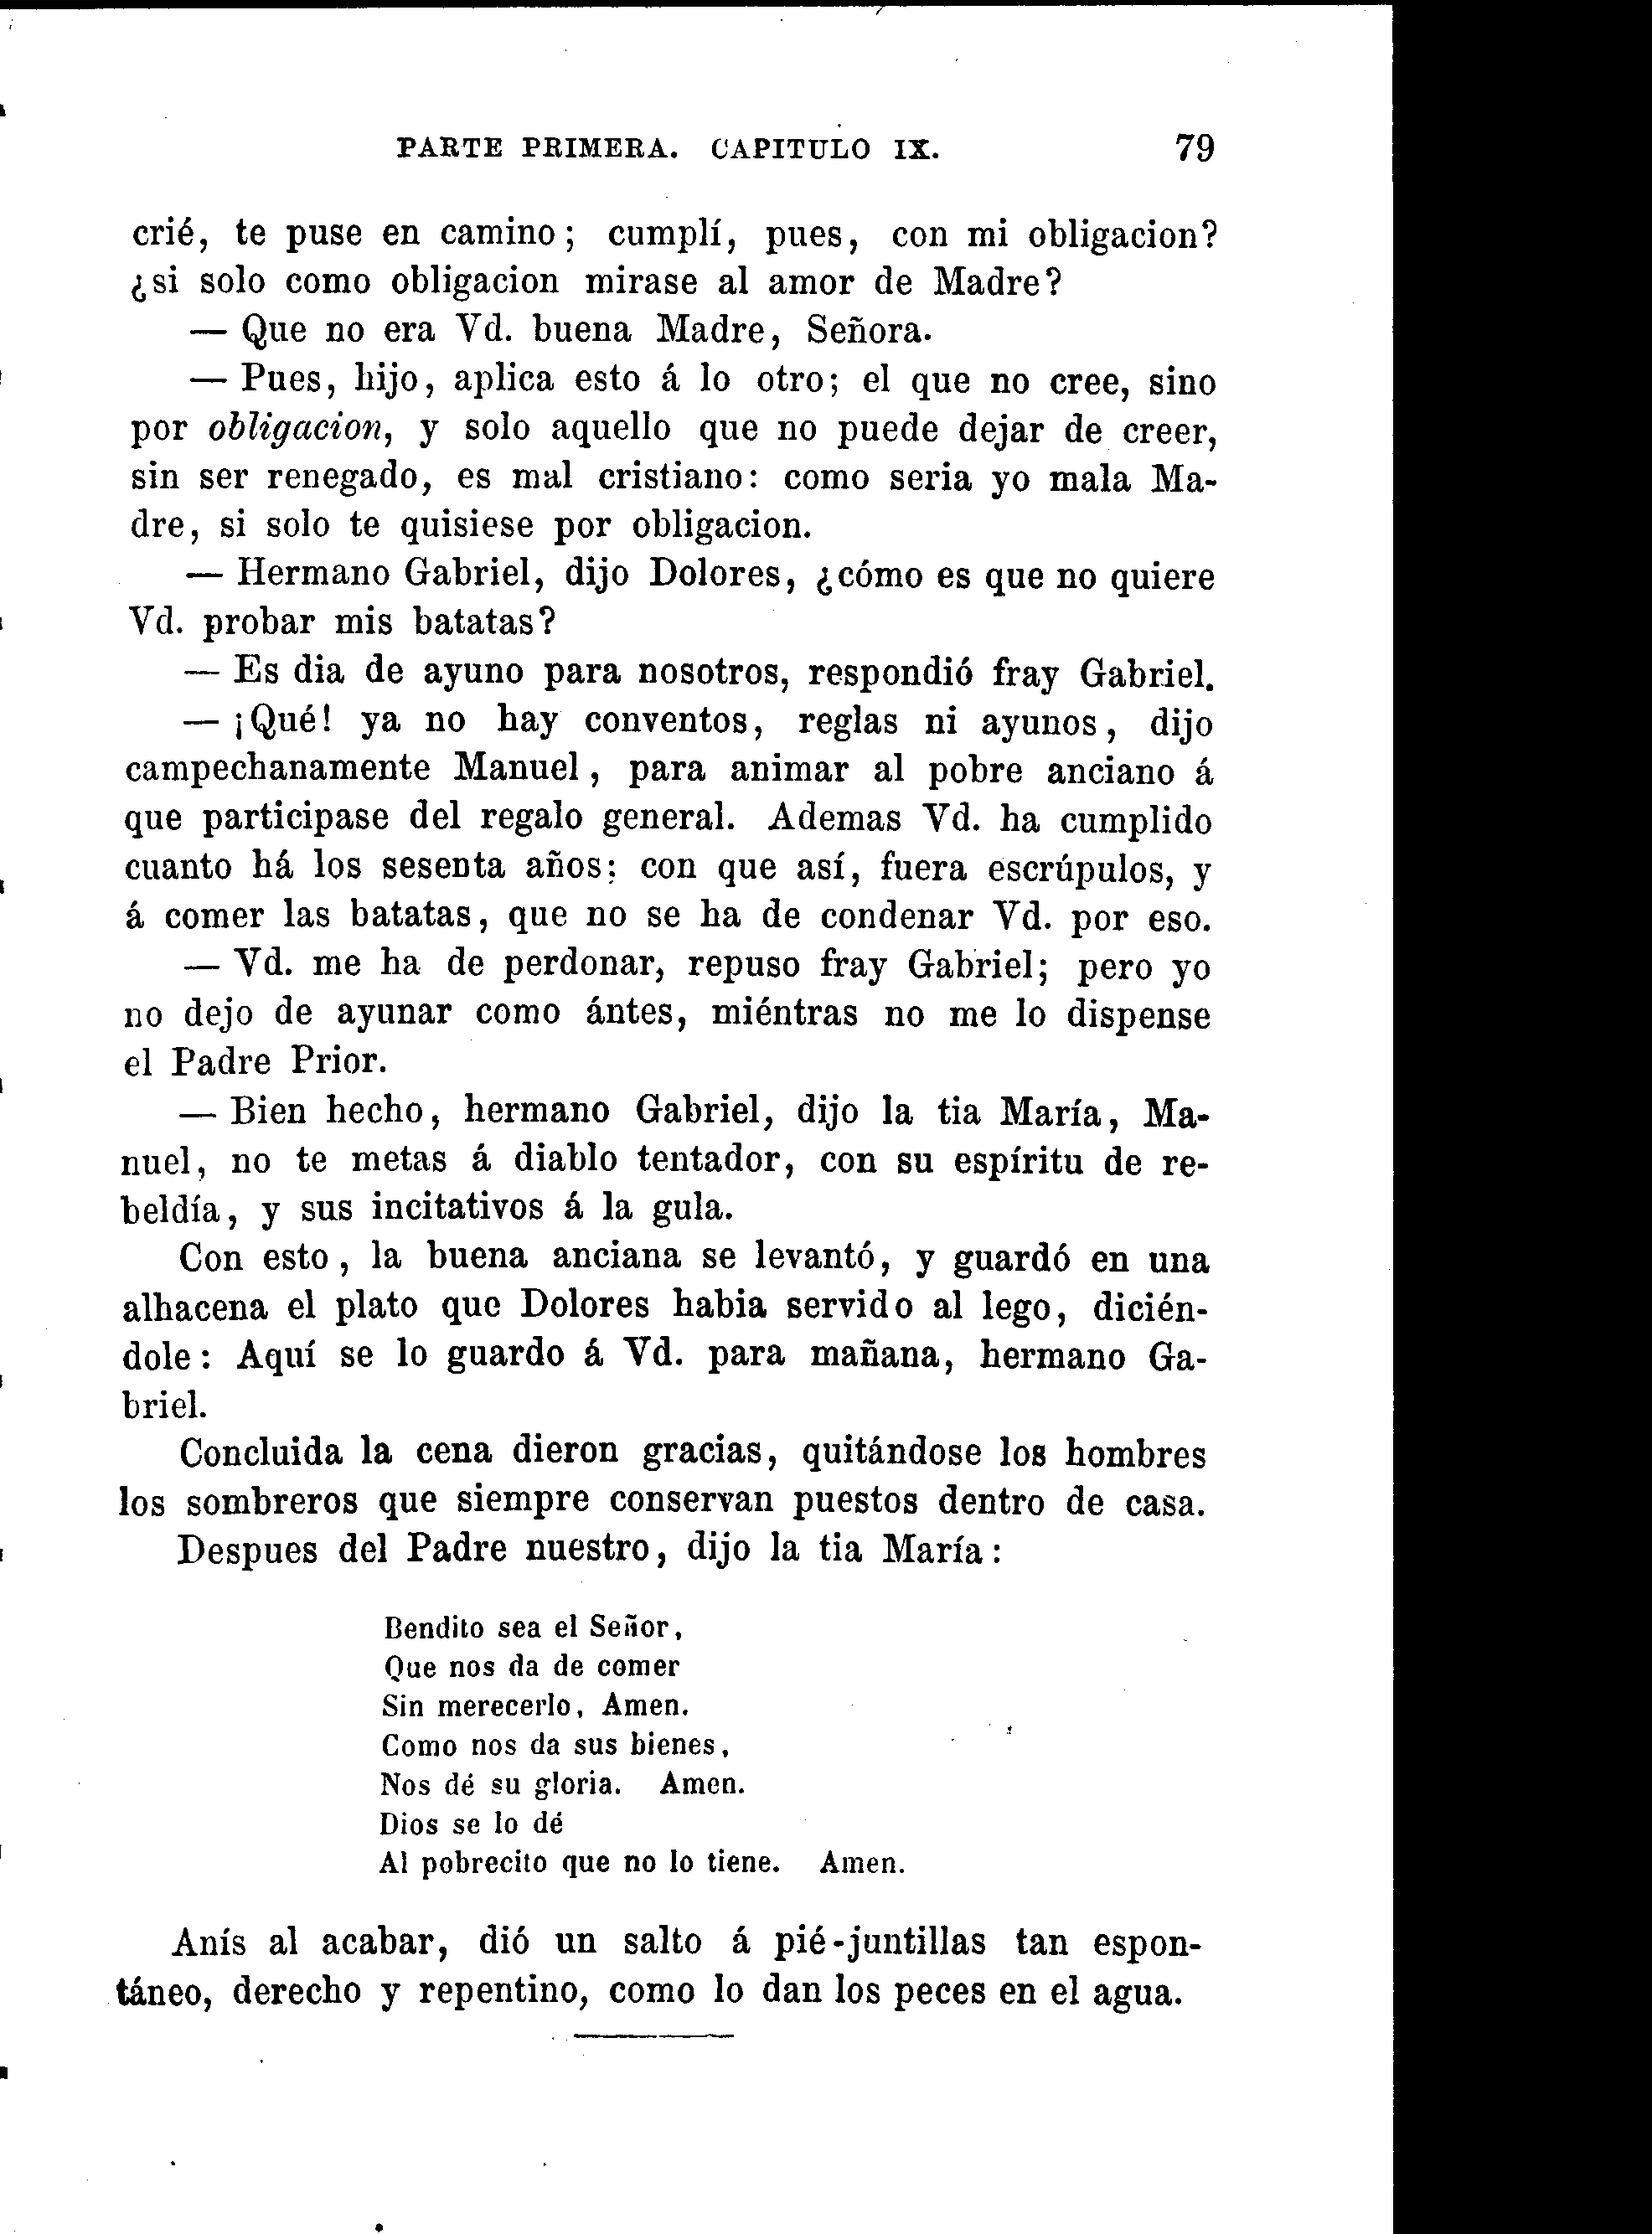 PARTE PRIMERA. CAPITULO IX. 79
crié, te puse en camino; cumplí, pues, con mi obligacion?
¿si solo como obligacion mirase al amor de Madre?
— Que no era Vd. buena Madre, Señora.
— Pues, hijo, aplica esto á lo otro; el que no cree, sino
por obligacion, y solo aquello que no puede dejar de creer,
sin ser renegado, es mal cristiano: como seria yo mala Ma-
dre, si solo te quisiese por obligacion.
— Hermano Gabriel, dijo Dolores, ¿cómo es que no quiere
Vd. probar mis batatas?
— Es dia de ayuno para nosotros, respondió fray Gabriel.
— ¡Qué! ya no hay conventos, reglas ni ayunos, dijo
campechanamente Manuel, para animar al pobre anciano á
que participase del regalo general. Ademas Vd. ha cumplido
cuanto há los sesenta años: con que así, fuera escrúpulos, y
á comer las batatas, que no se ha de condenar Vd. por eso.
— Vd. me ha de perdonar, repuso fray Gabriel; pero yo
no dejo de ayunar como ántes, miéntras no me lo dispense
el Padre Prior.
— Bien hecho, hermano Gabriel, dijo la tia María, Ma-
nuel, no te metas á diablo tentador, con su espíritu de re-
beldía, y sus incitativos á la gula.
Con esto, la buena anciana se levantó, y guardó en una
alhacena el plato que Dolores habia servido al lego, dicién-
dole: Aquí se lo guardo á Vd. para mañana, hermano Ga-
briel.
Concluida la cena dieron gracias, quitándose los hombres
los sombreros que siempre conservan puestos dentro de casa.
Despues del Padre nuestro, dijo la tia María:
Bendito sea el Señor,
Que nos da de comer
Sin merecerlo, Amen.
Como nos da sus bienes,
Nos dé su gloria. Amen.
Dios se lo dé
Al pobrecito que no lo tiene. Amen.
Anís al acabar, dió un salto á pié-juntillas tan espon-
táneo, derecho y repentino, como lo dan los peces en el agua.